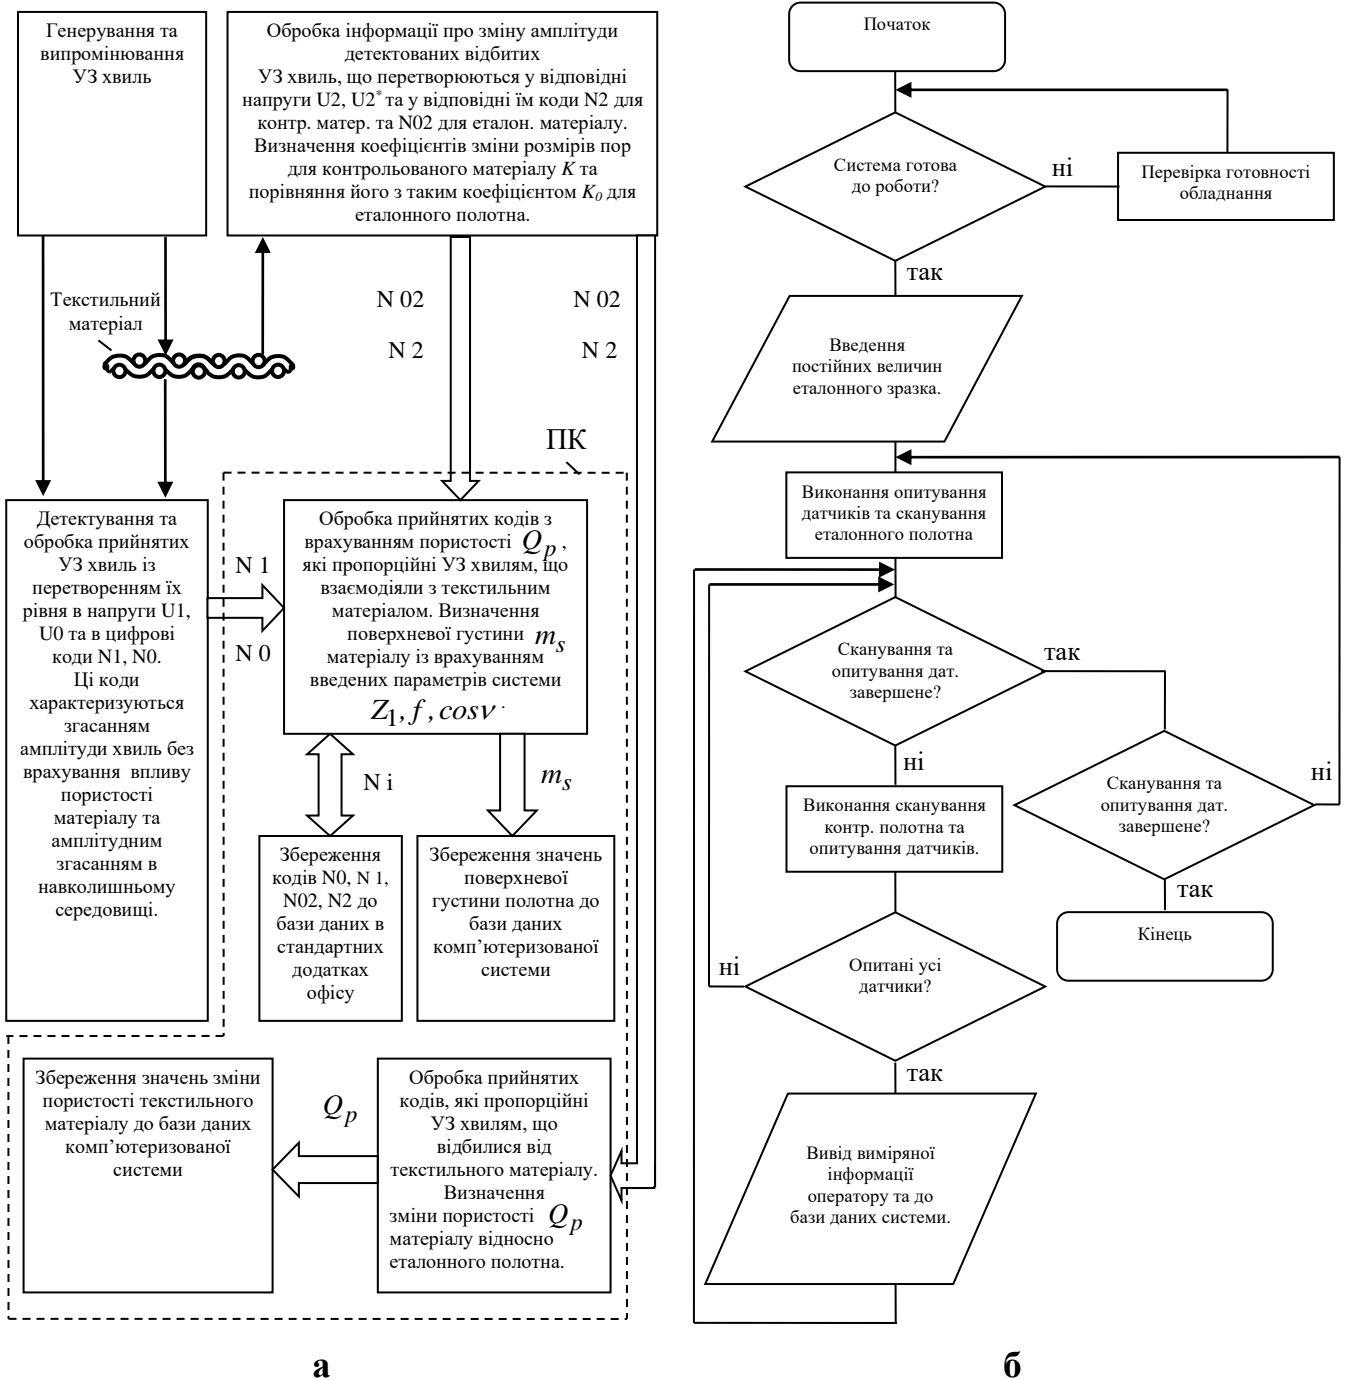 Генерування та
випромінювання
УЗ хвиль
Обробка інформації про зміну амплітуди
детектованих відбитих
УЗ хвиль, що перетворюються у відповідні
напруги U2, U2* та у відповідні їм коди N2 для
контр. матер. та N02 для еталон. матеріалу.
Визначення коефіцієнтів зміни розмірів пор
для контрольованого матеріалу K та
порівняння його з таким коефіцієнтом K0 для
еталонного полотна.
Текстильний
матеріал
N 02
N 2
N 02
N 2
ПК
Детектування та
обробка прийнятих
УЗ хвиль із
перетворенням їх
рівня в напруги U1,
U0 та в цифрові
коди N1, N0.
Ці коди
характеризуються
згасанням
амплітуди хвиль без
врахування впливу
пористості
матеріалу та
амплітудним
згасанням в
навколишньому
середовищі.
N 1
N 0
Обробка прийнятих кодів з
врахуванням пористості Qp,
які пропорційні УЗ хвилям, що
взаємодіяли з текстильним
матеріалом. Визначення
поверхневої густини ms
матеріалу із врахуванням
введених параметрів системи
Z1, f, cosν
N i
ms
Збереження
кодів N0, N 1,
N02, N2 до
бази даних в
стандартних
додатках
офісу
Збереження значень
поверхневої
густини полотна до
бази даних
комп’ютеризованої
системи
Збереження значень зміни
пористості текстильного
матеріалу до бази даних
комп’ютеризованої
системи
Qp
Обробка прийнятих
кодів, які пропорційні
УЗ хвилям, що
відбилися від
текстильного матеріалу.
Визначення
зміни пористості Qp
матеріалу відносно
еталонного полотна.
а
Початок
Система готова
до роботи?
ні
Перевірка готовності
обладнання
так
Введення
постійних величин
еталонного зразка.
Виконання опитування
датчиків та сканування
еталонного полотна
Сканування та
опитування дат.
завершене?
так
ні
Сканування та
опитування дат.
завершене?
ні
так
Кінець
Виконання сканування
контр. полотна та
опитування датчиків.
Опитані усі
датчики?
ні
так
Вивід виміряної
інформації
оператору та до
бази даних системи.
б